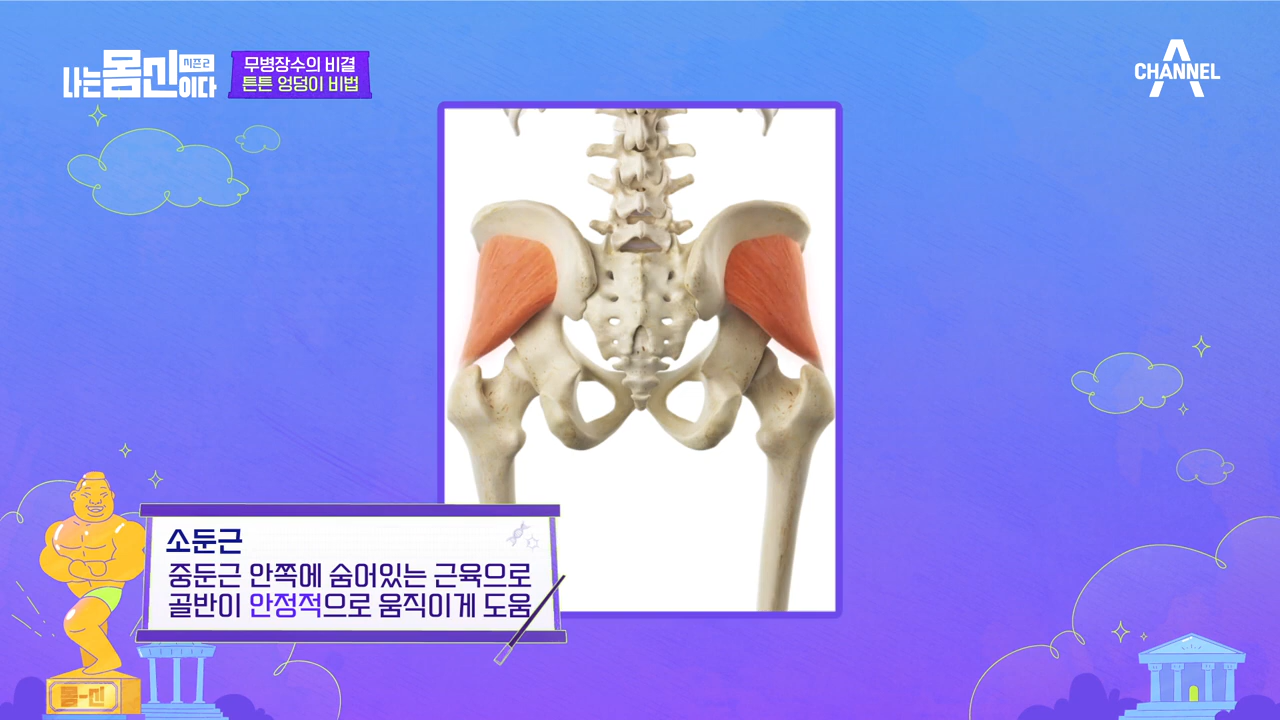 나는몸신이다
시즌2
무병장수의 비결
튼튼 엉덩이 비법
CHANNEL A
소둔근
중둔근 안쪽에 숨어있는 근육으로
골반이 안정적으로 움직이게 도움
몸-신